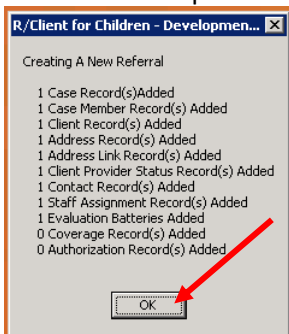 R/Client for Children - Developmen...
Creating A New Referral
1 Case Record(s)Added
1 Case Member Record(s) Added
1 Client Record(s) Added
1 Address Record(s) Added
1 Address Link Record(s) Added
1 Client Provider Status Record(s) Added
1 Contact Record(s) Added
1 Staff Assignment Record(s) Added
1 Evaluation Batteries Added
0 Coverage Record(s) Added
0 Authorization Record(s) Added
OK